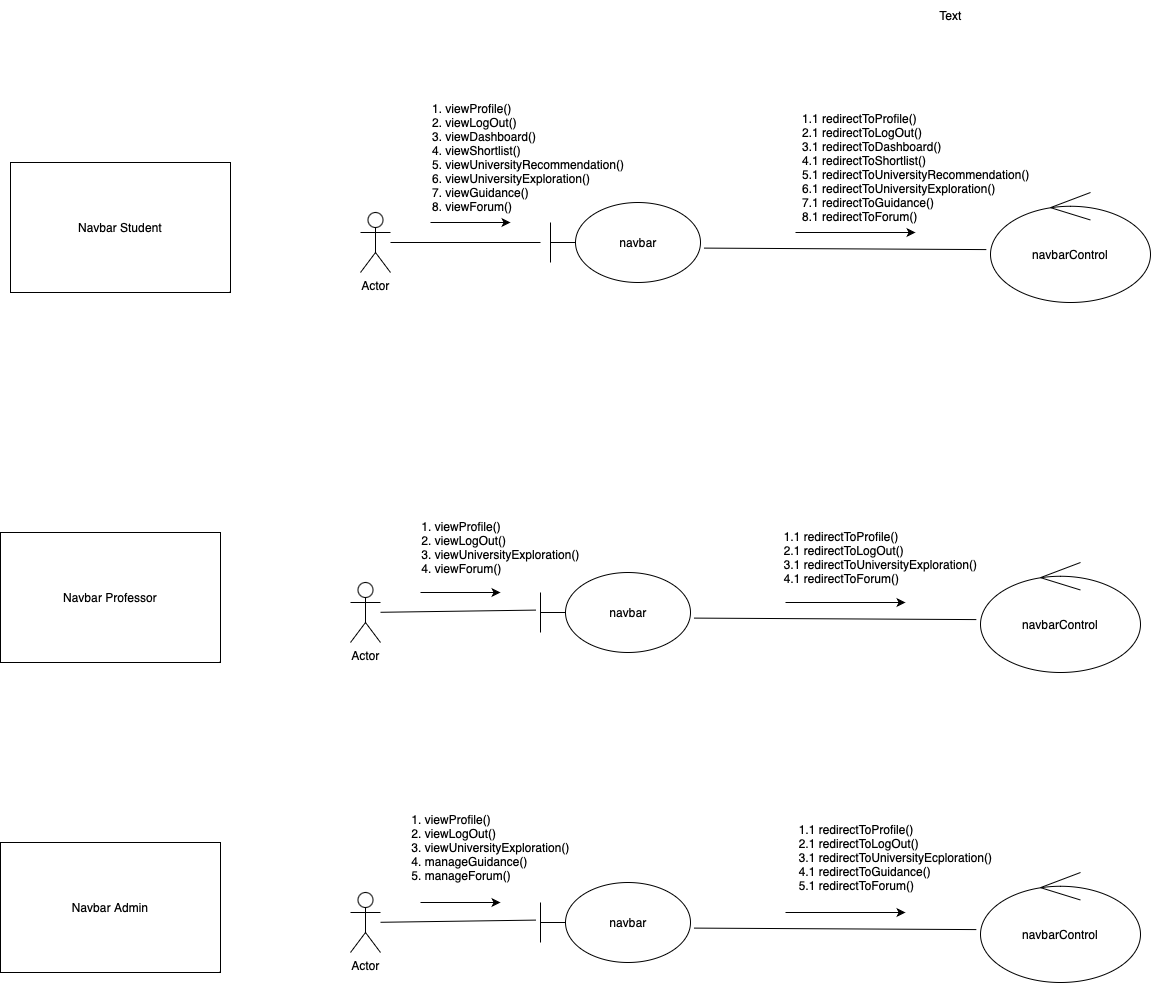 Text
1. viewProfile()
2. viewLogOut()
3. viewDashboard()
4. viewShortlist()
5. viewUniversityRecommendation()
6. viewUniversityExploration()
7. viewGuidance()
8. viewForum()
1.1 redirectToProfile()
2.1 redirectToLogOut()
3.1 redirectToDashboard()
4.1 redirectToShortlist()
5.1 redirectToUniversityRecommendation()
6.1 redirectToUniversityExploration()
7.1 redirectToGuidance()
8.1 redirectToForum()
Navbar Student
Actor
navbar
navbarControl
1. viewProfile()
2. viewLogOut()
3. viewUniversityExploration()
4. viewForum()
1.1 redirectToProfile()
2.1 redirectToLogOut()
3.1 redirectToUniversityExploration()
4.1 redirectToForum()
Navbar Professor
Actor
navbar
navbarControl
1. viewProfile()
2. viewLogOut()
3. viewUniversityExploration()
4. manageGuidance()
5. manageForum()
1.1 redirectToProfile()
2.1 redirectToLogOut()
3.1 redirectToUniversityEcploration()
4.1 redirectToGuidance()
5.1 redirectToForum()
Navbar Admin
Actor
navbar
navbarControl